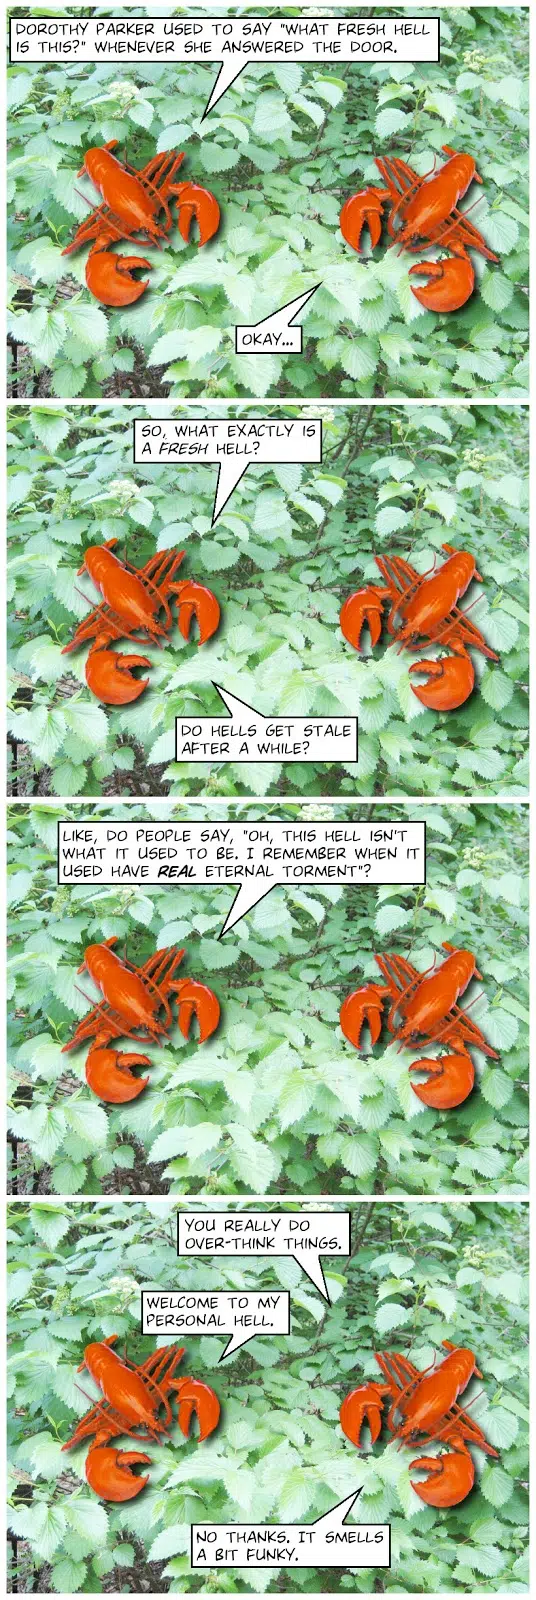 DOROTHY PARKER USED TO SAY "WHAT FRESH HELL
IS THIS?" WHENEVER SHE ANSWERED THE DOOR.
OKAY...
SO, WHAT EXACTLY IS
A FRESH HELL?
DO HELLS GET STALE
AFTER A WHILE?
LIKE, DO PEOPLE SAY, "OH, THIS HELL ISN'T
WHAT IT USED TO BE. I REMEMBER WHEN IT
USED HAVE REAL ETERNAL TORMENT"?
YOU REALLY DO
OVER-THINK THINGS.
WELCOME TO MY
PERSONAL HELL.
NO THANKS. IT SMELLS
A BIT FUNKY.